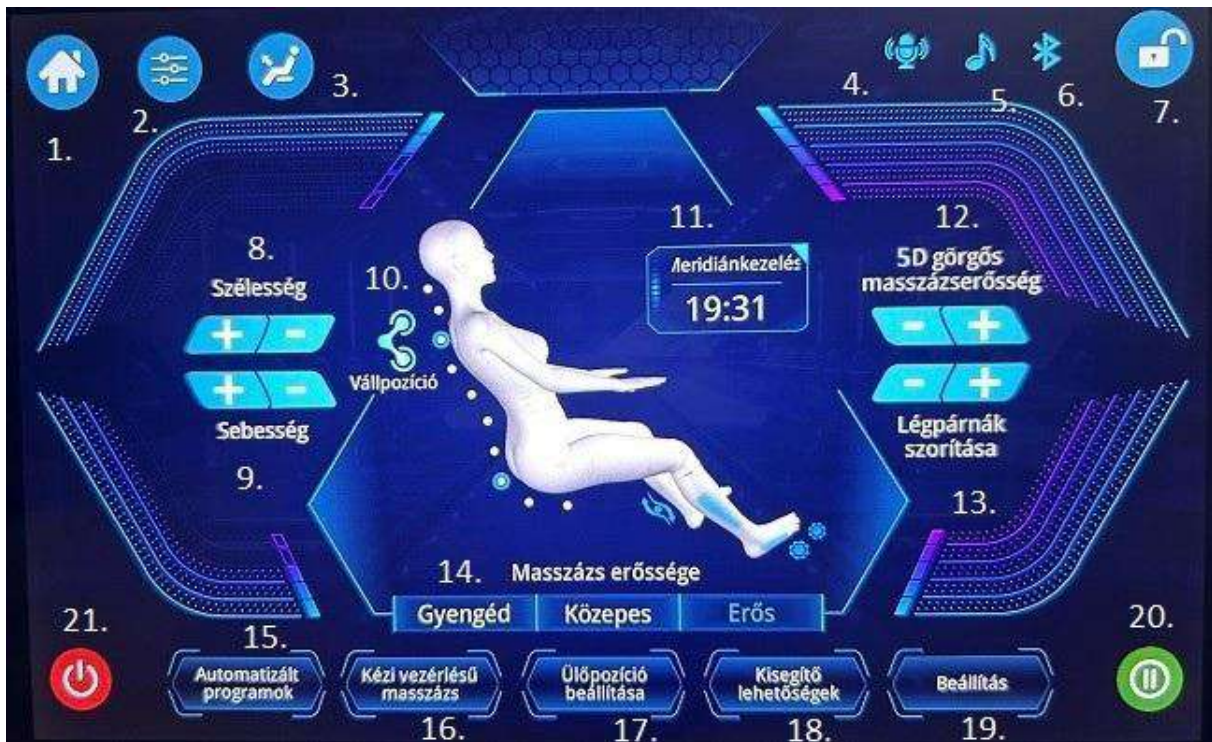 1.
2.
3.
4.
5.
6.
7.
8.
Szélesség
+ -
+ -
Sebesség
9.
10.
Vállpozíció
11.
Meridiánkezelés
19:31
12.
5D görgős
masszázserősség
- +
- +
Légpárnák
szorítása
13.
14.
Masszázs erőssége
Gyengéd
Közepes
Erős
15.
Automatizált
programok
Kézi vezérlésű
masszázs
16.
Ülőpozíció
beállítása
17.
Kisegítő
lehetőségek
18.
Beállítás
19.
20.
21.